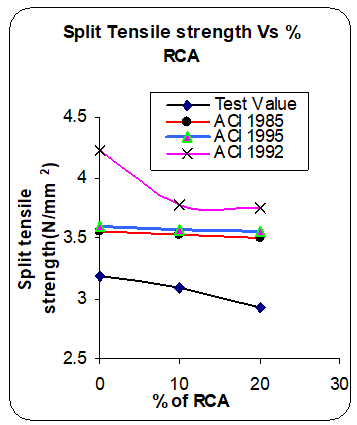 Split Tensile strength Vs %
RCA
Test Value
ACI 1985
ACI 1995
ACI 1992
4.5
4
3.5
3
2.5
Split tensile
strength(N/mm 2)
0 10 20 30
% of RCA